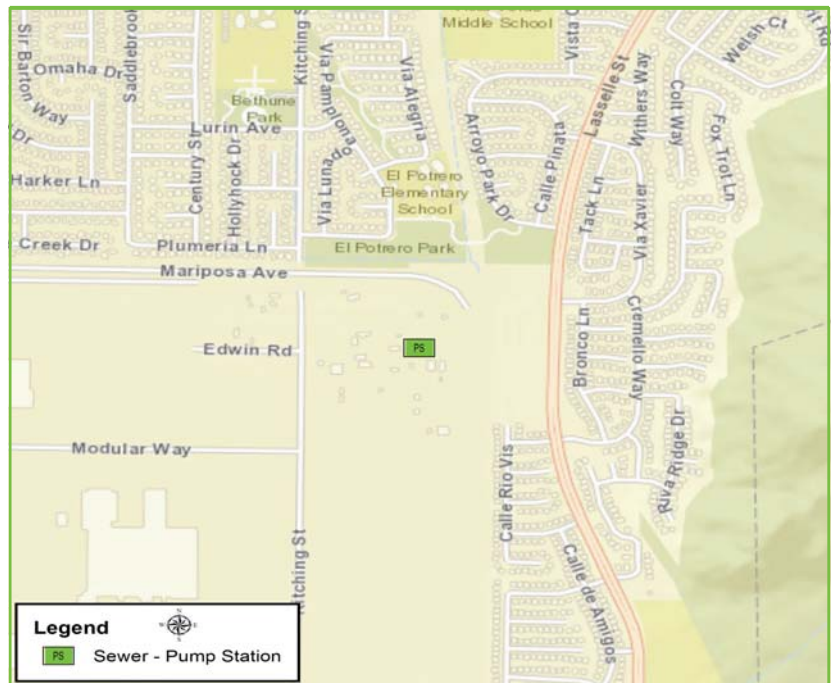 Middle School
Sir Barton Way
Saddlebrook
Omaha Dr
Kitching St
Via Pamplona
Via Alegria
Vista
Lasselle St
Withers Way
Welsh Ct
Colt Way
Bethune
Park
Century St
Lurin Ave
Hollyhock Dr
Dr
Arroyo Park Dr
Calle Pinata
Fox Trot Ln
Harker Ln
Via Lunado
El Potrero
Elementary
School
Tack Ln
Via Xavier
Creek Dr
Plumeria Ln
El Potrero Park
Mariposa Ave
Edwin Rd
PS
Bronco Ln
Cremello Way
Modular Way
Calle Rio Vis
Riva Ridge Dr
Kitching St
Calle de Amigos
Legend
N
W
E
S
PS Sewer - Pump Station